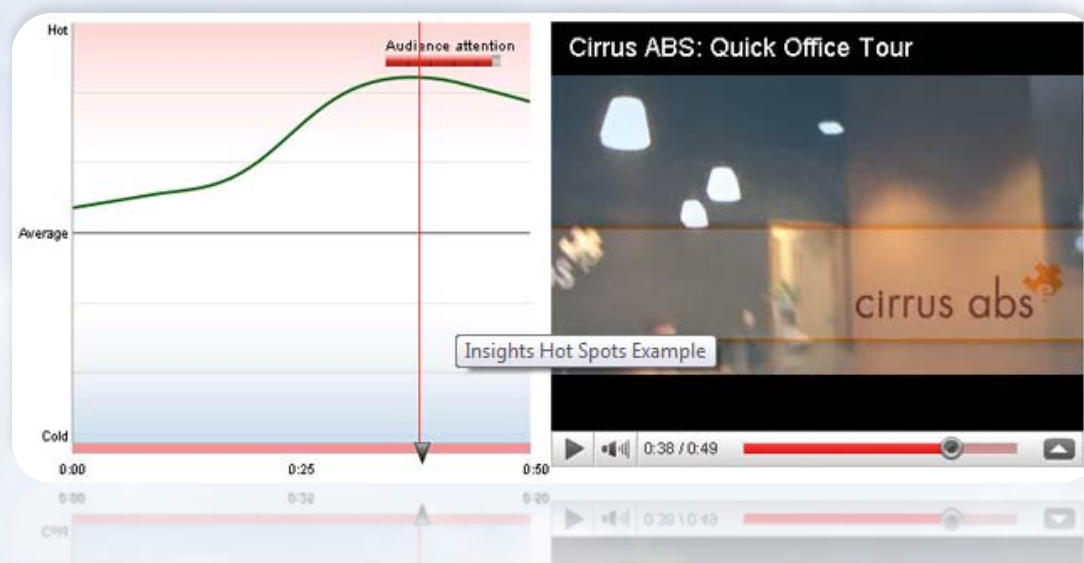 Hot
Audience attention
Average
Cold
0:00
0:25
0:50
Cirrus ABS: Quick Office Tour
cirrus abs
Insights Hot Spots Example
0:38 / 0:49